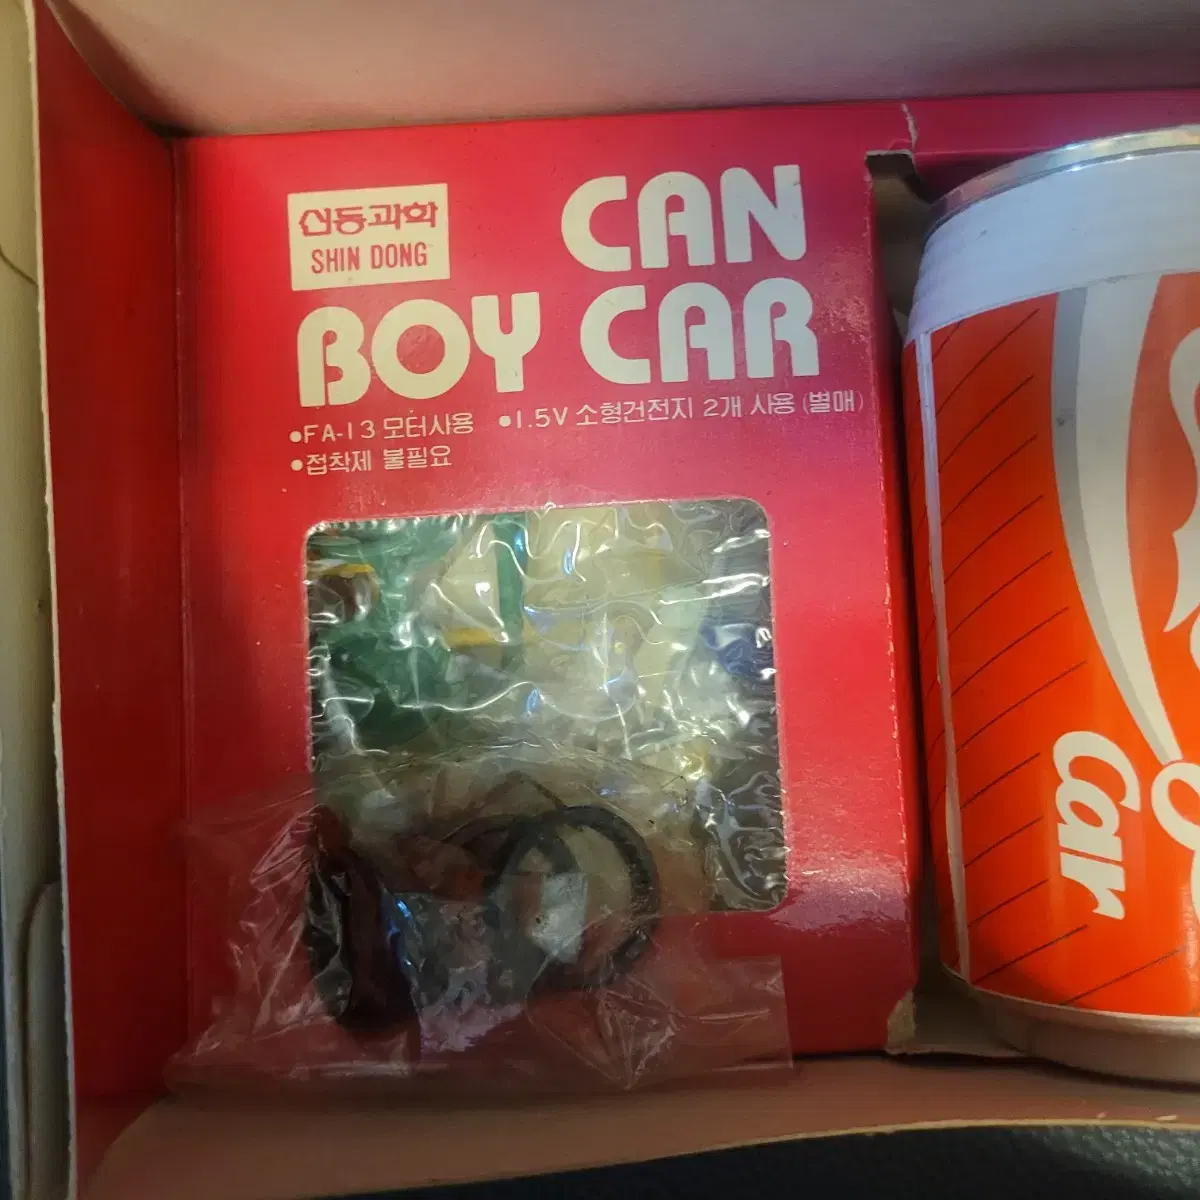 신동과학
SHIN DONG
CAN
BOY CAR
•FA-13 모터사용 •1.5V 소형건전지 2개 사용 (별매)
•접착제 불필요
Car